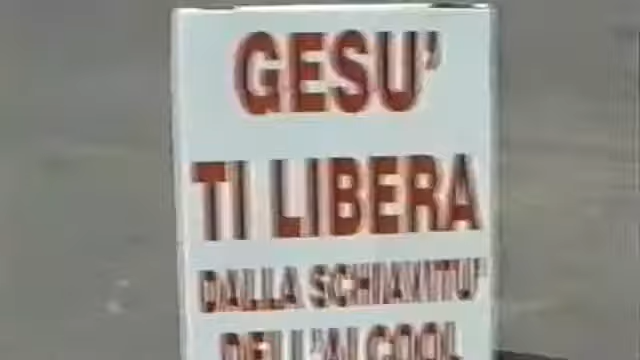 GESU'
TI LIBERA
DALLA SCHIAVITU'
DELL'ALCOOL